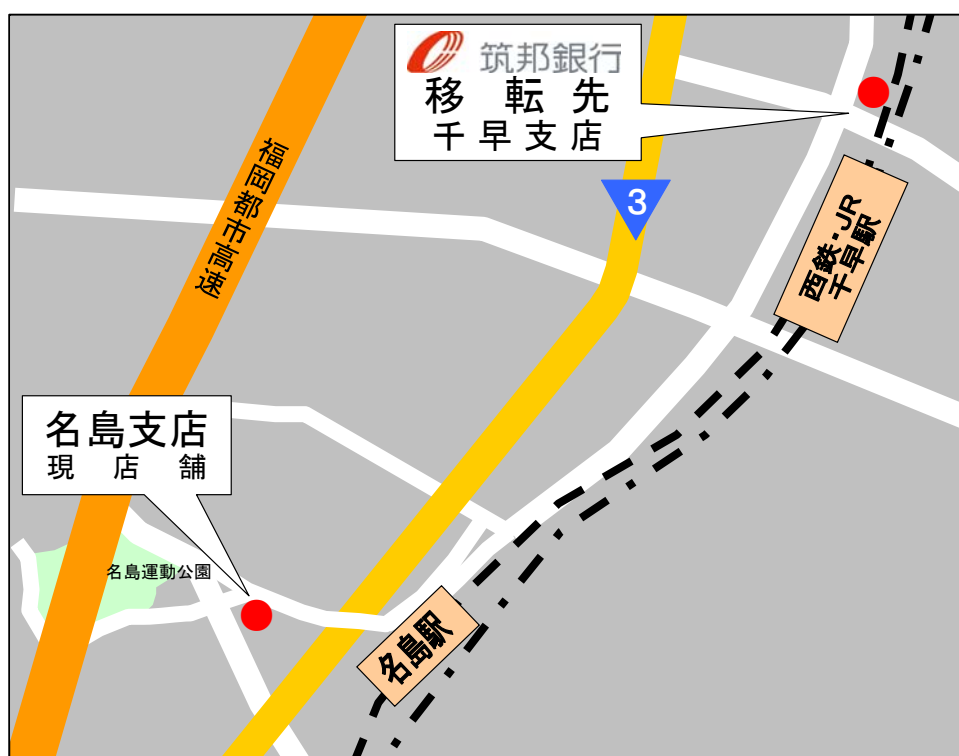 筑邦銀行
移転先
千早支店
3
福岡都市高速
西鉄・JR
千早駅
名島支店
現店舗
名島運動公園
名島駅